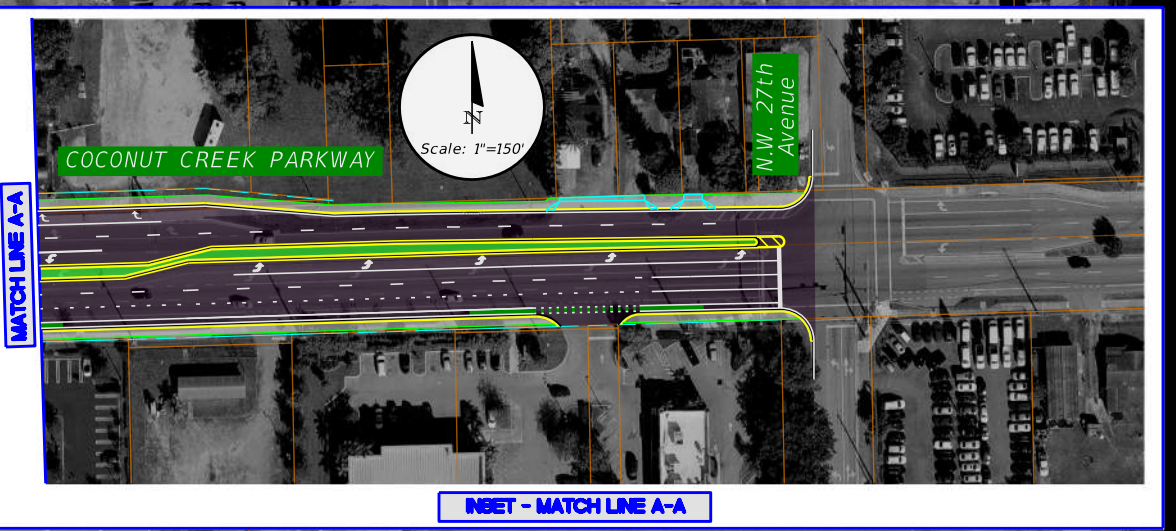 COCONUT CREEK PARKWAY
N
Scale: 1"=150'
N.W. 27th
Avenue
MATCH LINE A-A
INSET - MATCH LINE A-A